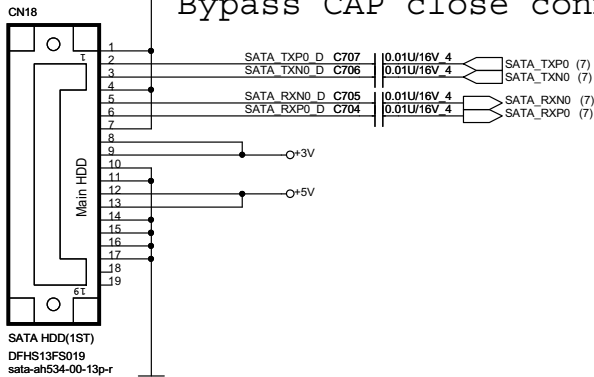 Bypass CAP close con
CN18
1
1
2 SATA_TXP0_D C707 0.01U/16V_4 SATA_TXP0 (7)
3 SATA_TXN0_D C706 0.01U/16V_4 SATA_TXN0 (7)
4
5 SATA_RXN0_D C705 0.01U/16V_4 SATA_RXN0 (7)
6 SATA_RXP0_D C704 0.01U/16V_4 SATA_RXP0 (7)
7
8
9 +3V
10
11
12 +5V
13
14
15
16
17
18
19
Main HDD
19
SATA HDD(1ST)
DFHS13FS019
sata-ah534-00-13p-r